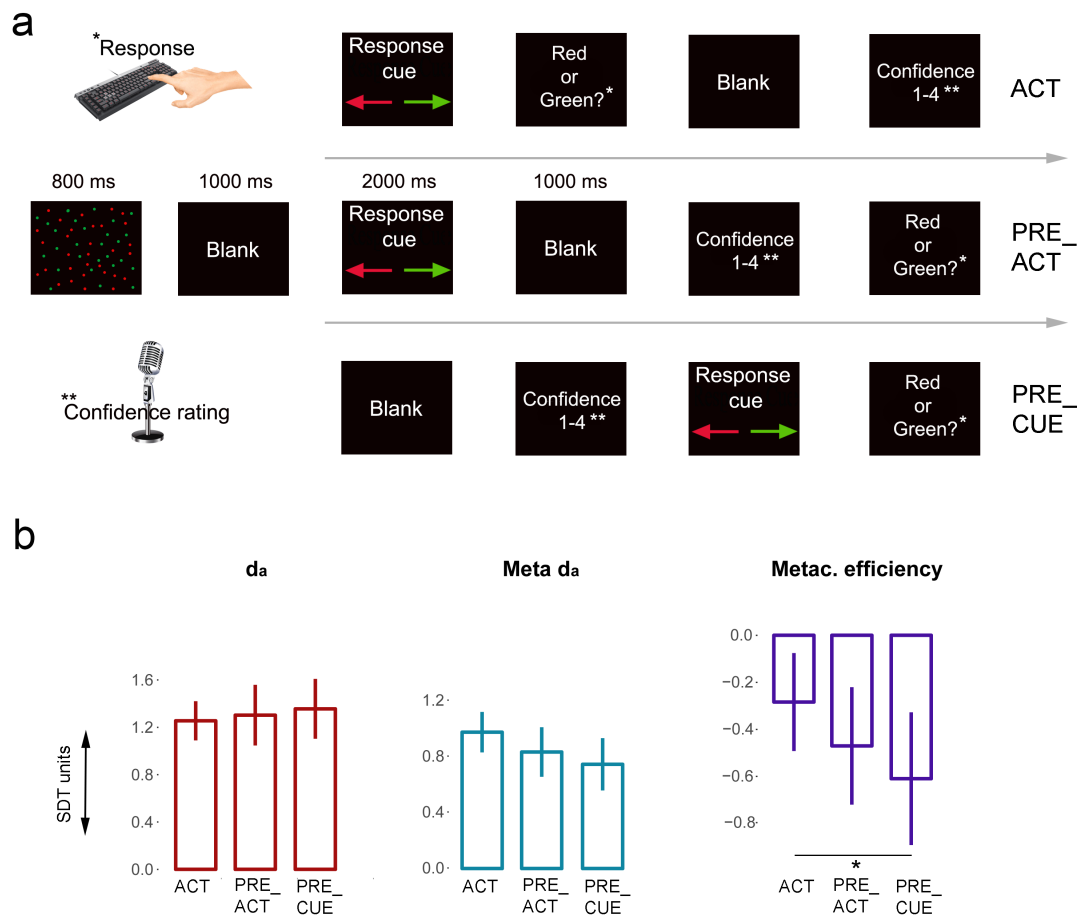 a
*Response
Response
cue
Red
or
Green?*
Blank
Confidence
1-4 **
ACT
800 ms
1000 ms
2000 ms
1000 ms
Blank
Response
cue
Blank
Confidence
1-4 **
Red
or
Green?*
PRE_
ACT
**Confidence rating
Blank
Confidence
1-4 **
Response
cue
Red
or
Green?*
PRE_
CUE
b
da
Meta da
Metac. efficiency
SDT units
1.6
1.2
0.8
0.4
0.0
ACT
PRE_
ACT
PRE_
CUE
1.2
0.8
0.4
0.0
ACT
PRE_
ACT
PRE_
CUE
0.0
−0.2
−0.4
−0.6
−0.8
*
ACT
PRE_
ACT
PRE_
CUE